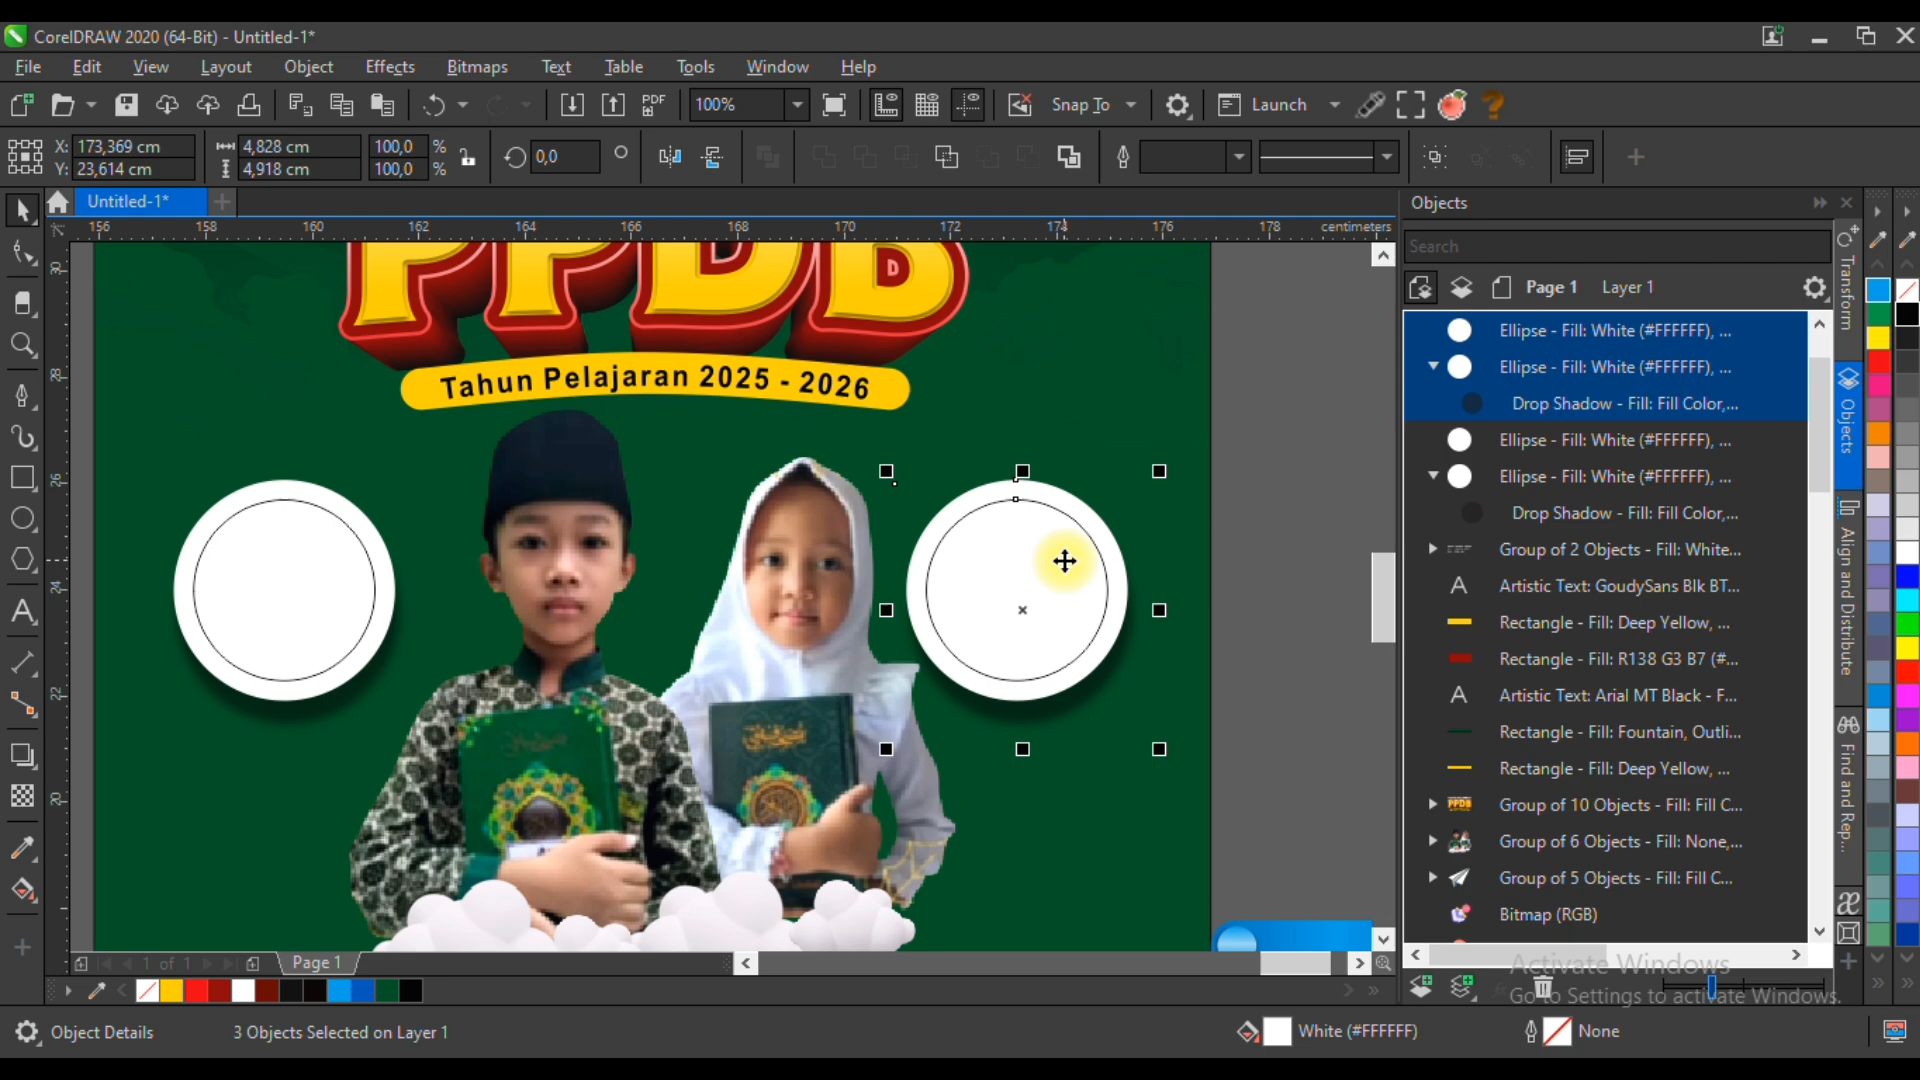 CorelDRAW 2020 (64-Bit) - Untitled-1*
File Edit View Layout Object Effects Bitmaps Text Table Tools Window Help
PDF 100% Snap To Launch
X: 173,369 cm 4,828 cm 100,0 % 0,0
Y: 23,614 cm 4,918 cm 100,0 %
Untitled-1*
156 158 160 162 164 166 168 170 172 174 176 178 centimeters
30
28
26
24
22
20
PPDB
Tahun Pelajaran 2025 - 2026
Objects
Search
Page 1 Layer 1
Ellipse - Fill: White (#FFFFFF), ...
Ellipse - Fill: White (#FFFFFF), ...
Drop Shadow - Fill: Fill Color,...
Ellipse - Fill: White (#FFFFFF), ...
Ellipse - Fill: White (#FFFFFF), ...
Drop Shadow - Fill: Fill Color,...
Group of 2 Objects - Fill: White...
Artistic Text: GoudySans Blk BT...
Rectangle - Fill: Deep Yellow, ...
Rectangle - Fill: R138 G3 B7 (#...
Artistic Text: Arial MT Black - F...
Rectangle - Fill: Fountain, Outli...
Rectangle - Fill: Deep Yellow, ...
Group of 10 Objects - Fill: Fill C...
Group of 6 Objects - Fill: None,...
Group of 5 Objects - Fill: Fill C...
Bitmap (RGB)
Transform
Objects
Align and Distribute
Find and Rep...
1 of 1 Page 1
Activate Windows
Go to Settings to activate Windows.
Object Details 3 Objects Selected on Layer 1 White (#FFFFFF) None